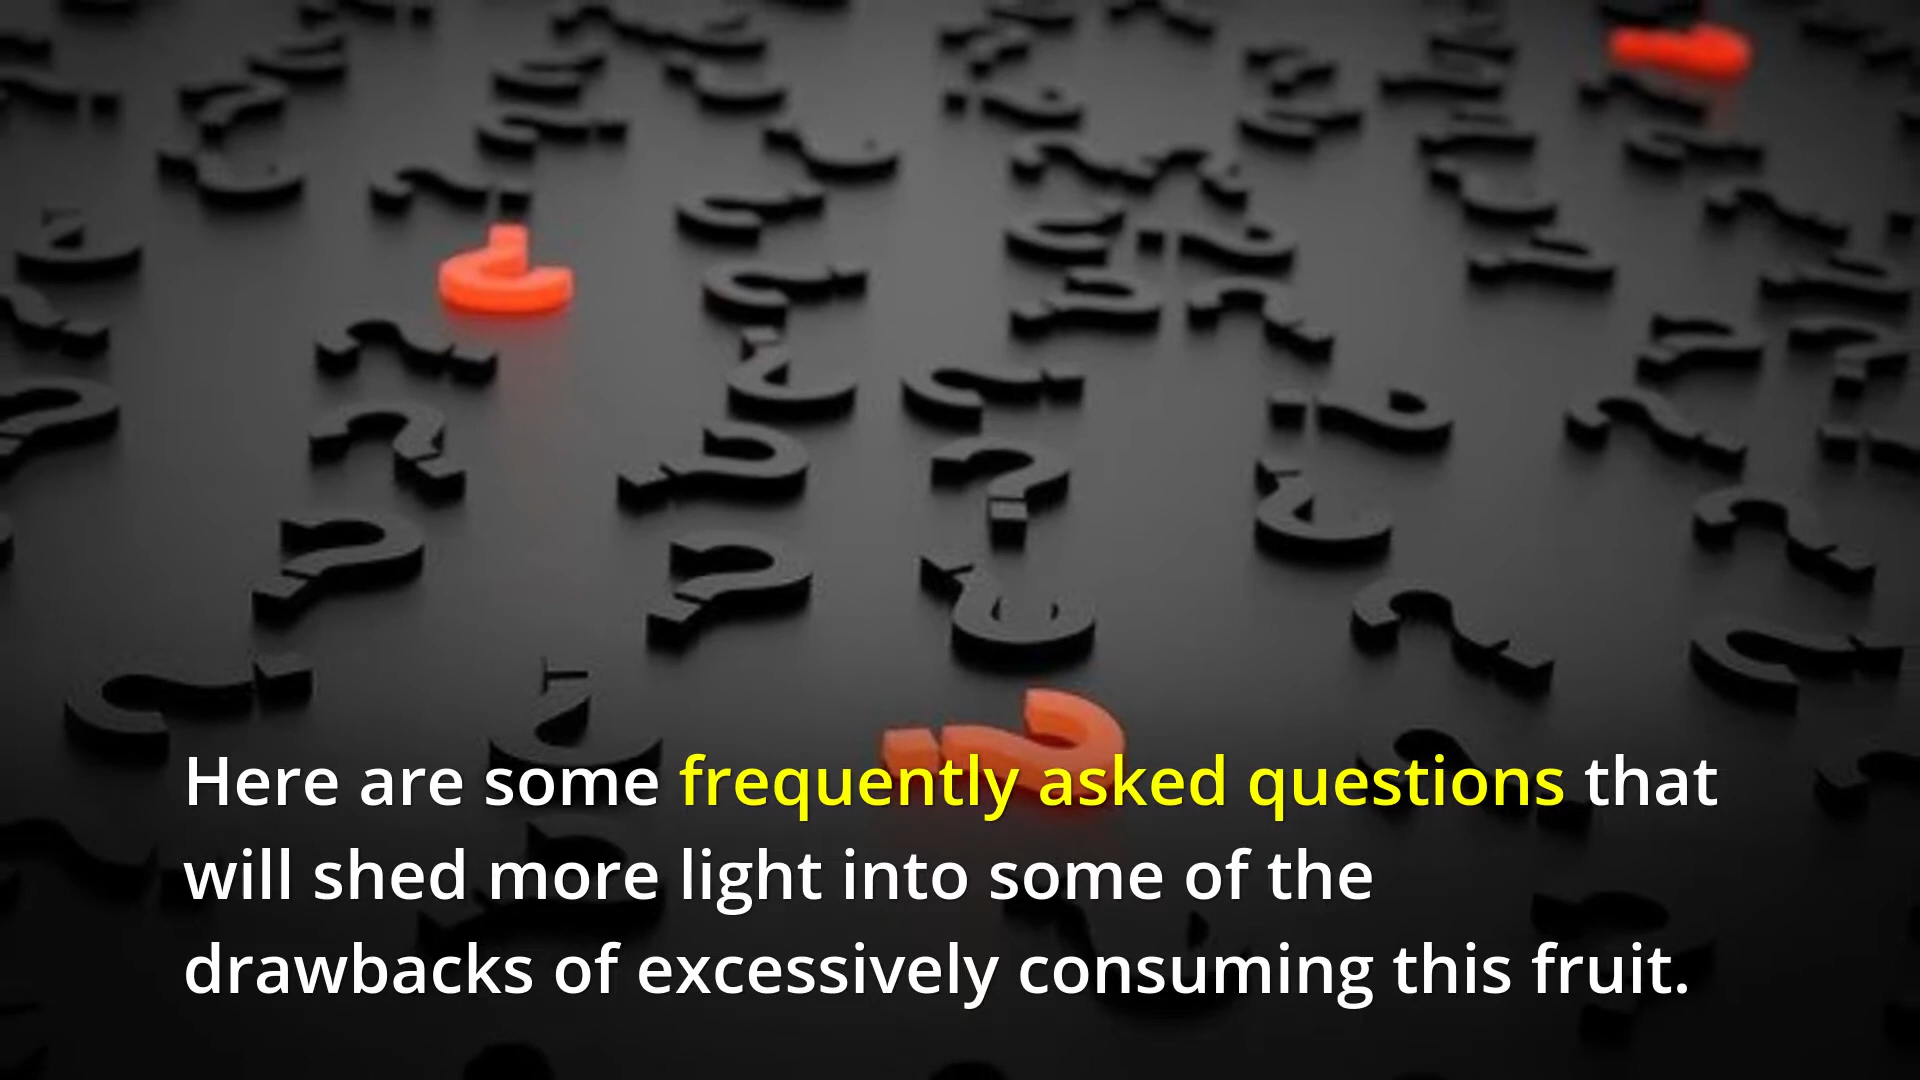 Here are some frequently asked questions that
will shed more light into some of the
drawbacks of excessively consuming this fruit.